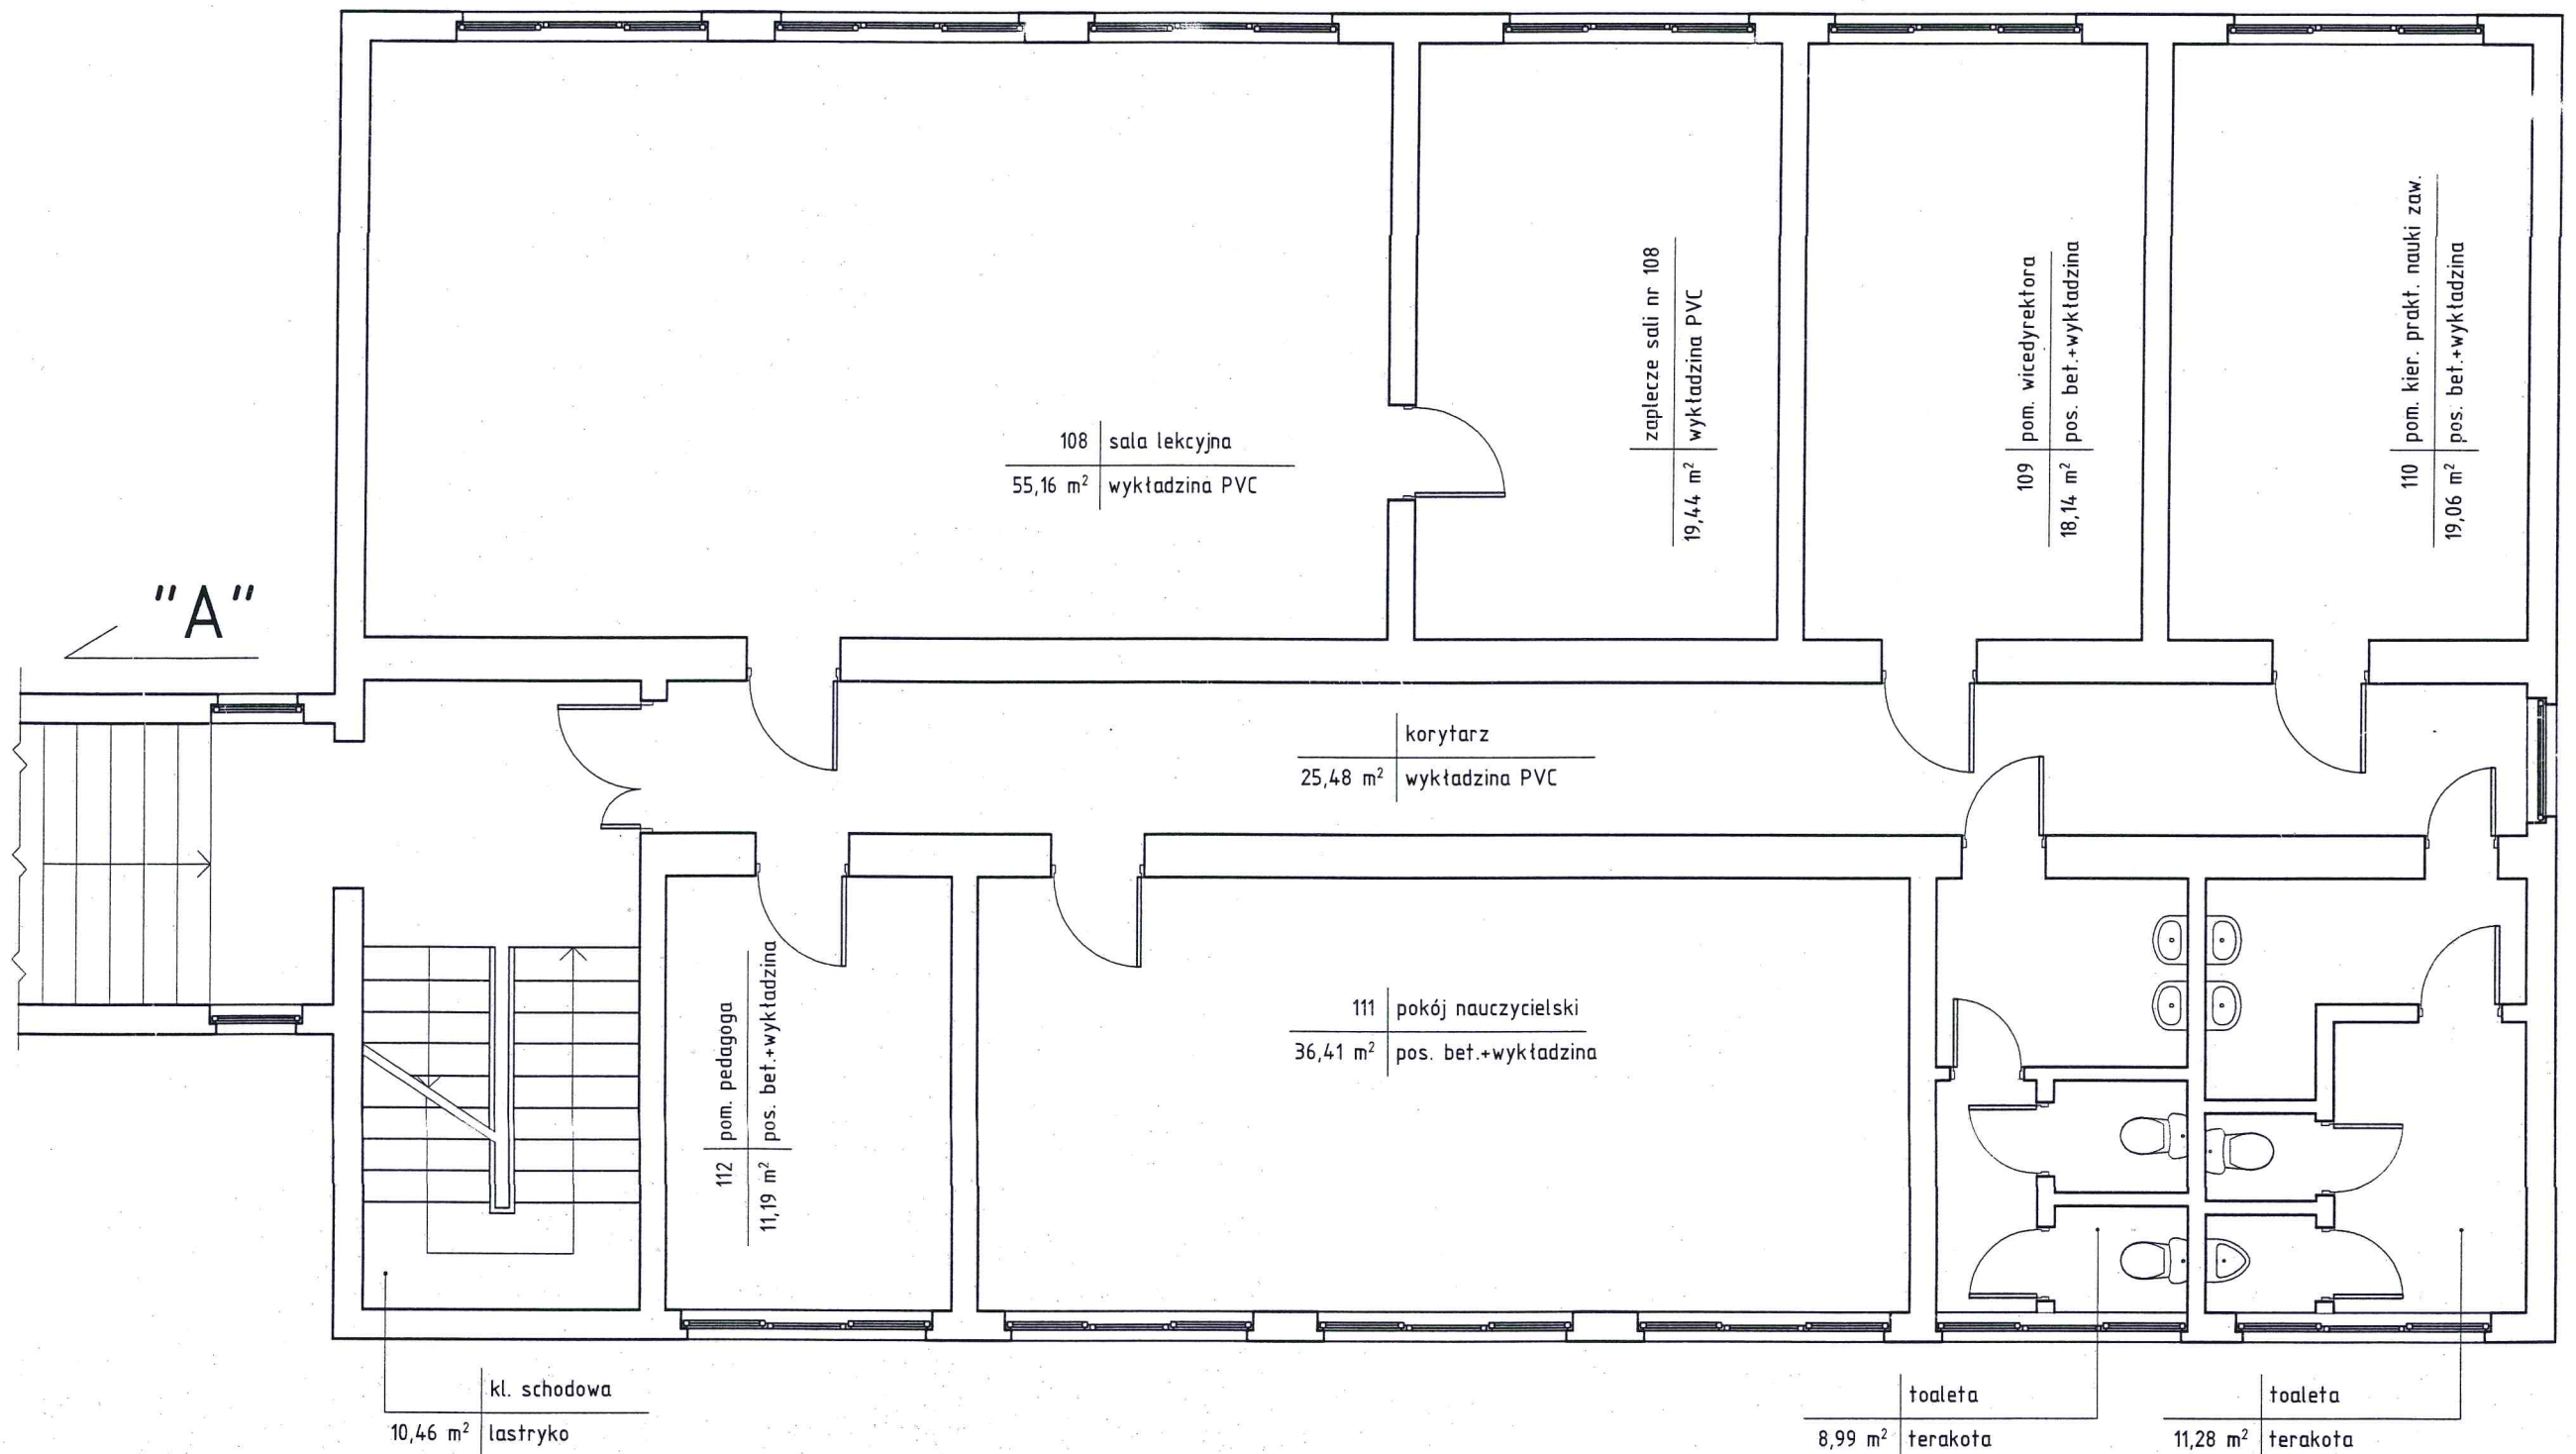 108 sala lekcyjna
55,16 m² wykładzina PVC
zaplecze sali nr 108
19,44 m² wykładzina PVC
109 pom. wicedyrektora
18,14 m² pos. bet.+wykładzina
110 pom. kier. prakt. nauki zaw.
19,06 m² pos. bet.+wykładzina
"A"
korytarz
25,48 m² wykładzina PVC
112 pom. pedagoga
11,19 m² pos. bet.+wykładzina
111 pokój nauczycielski
36,41 m² pos. bet.+wykładzina
kl. schodowa
10,46 m² lastryko
toaleta
8,99 m² terakota
toaleta
11,28 m² terakota